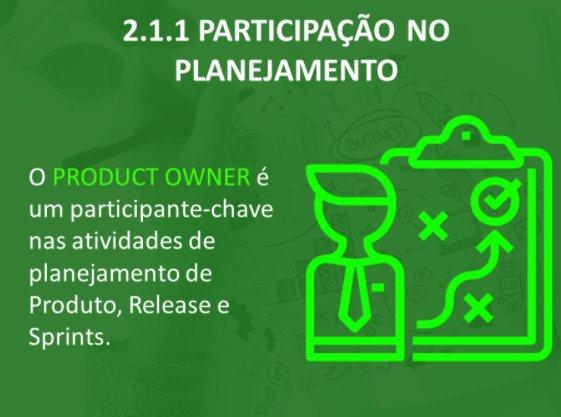 2.1.1 PARTICIPAÇÃO NO
PLANEJAMENTO
O PRODUCT OWNER é
um participante-chave
nas atividades de
planejamento de
Produto, Release e
Sprints.
BUSINESS